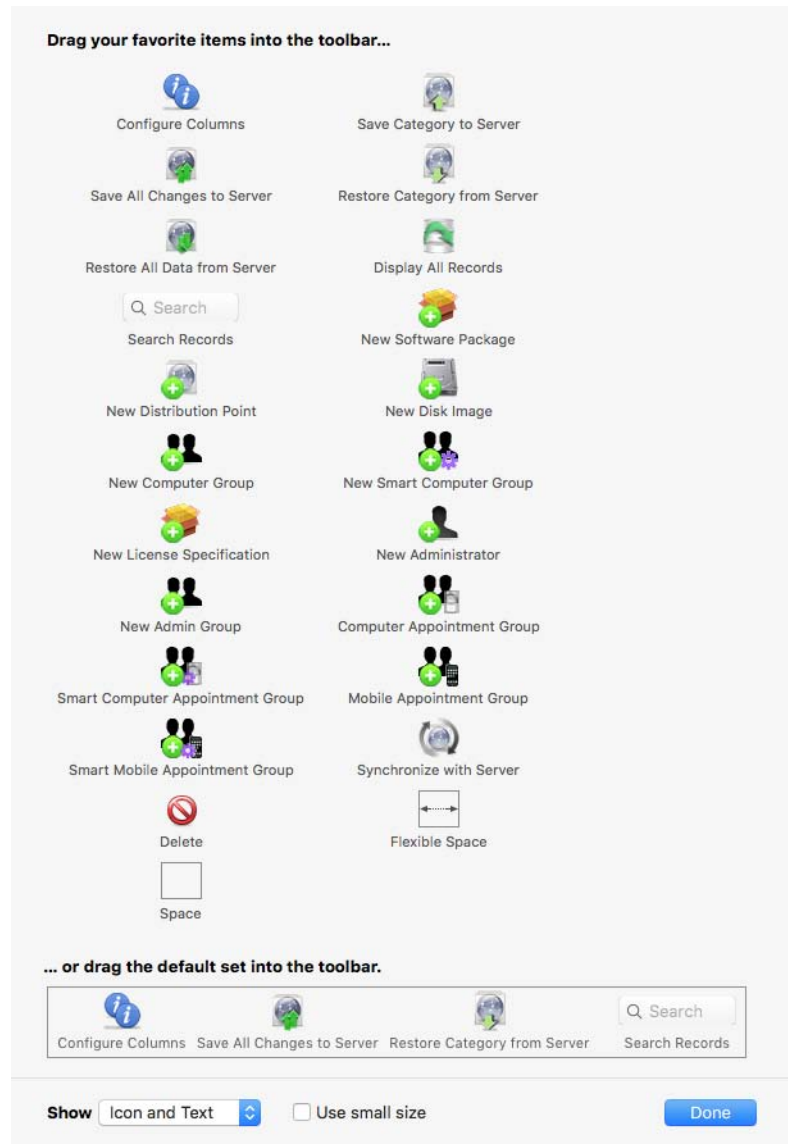 Drag your favorite items into the toolbar...
Configure Columns
Save Category to Server
Save All Changes to Server
Restore Category from Server
Restore All Data from Server
Display All Records
Search
Search Records
New Software Package
New Distribution Point
New Disk Image
New Computer Group
New Smart Computer Group
New License Specification
New Administrator
New Admin Group
Computer Appointment Group
Smart Computer Appointment Group
Mobile Appointment Group
Smart Mobile Appointment Group
Synchronize with Server
Delete
Flexible Space
Space
... or drag the default set into the toolbar.
Search
Configure Columns Save All Changes to Server Restore Category from Server Search Records
Show Icon and Text Use small size Done